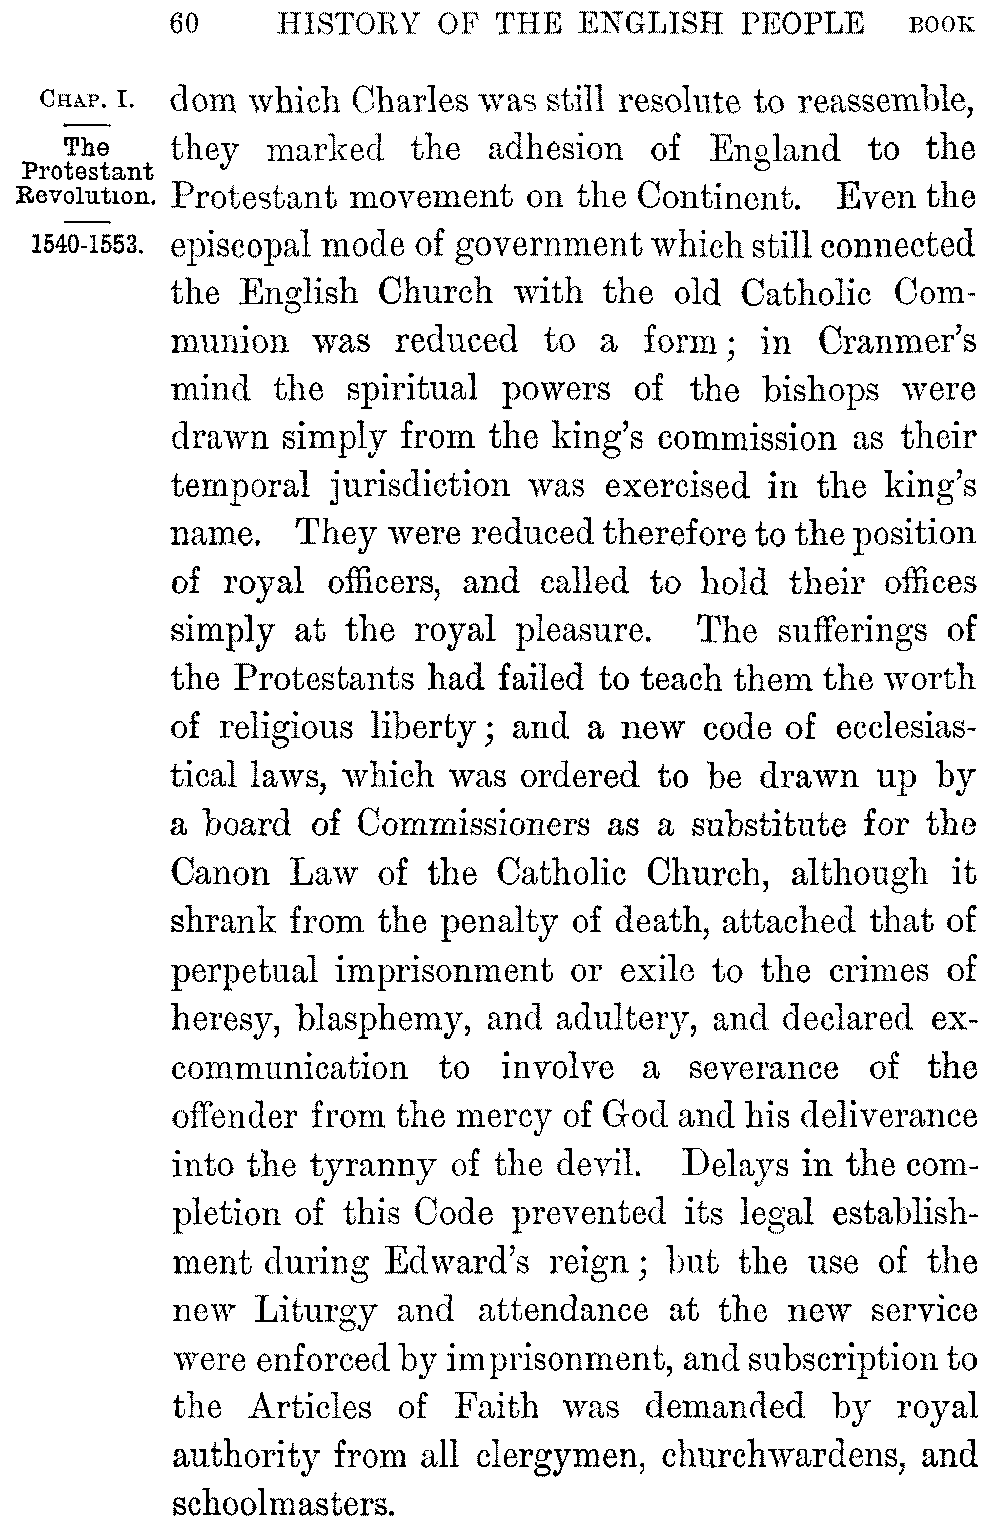 60 HISTORY OF THE ENGLISH PEOPLE BOOK
CHAP. I.
The
Protestant
Revolution.
1540-1553.
dom which Charles was still resolute to reassemble,
they marked the adhesion of England to the
Protestant movement on the Continent. Even the
episcopal mode of government which still connected
the English Church with the old Catholic Com-
munion was reduced to a form; in Cranmer's
mind the spiritual powers of the bishops were
drawn simply from the king's commission as their
temporal jurisdiction was exercised in the king's
name. They were reduced therefore to the position
of royal officers, and called to hold their offices
simply at the royal pleasure. The sufferings of
the Protestants had failed to teach them the worth
of religious liberty; and a new code of ecclesias-
tical laws, which was ordered to be drawn up by
a board of Commissioners as a substitute for the
Canon Law of the Catholic Church, although it
shrank from the penalty of death, attached that of
perpetual imprisonment or exile to the crimes of
heresy, blasphemy, and adultery, and declared ex-
communication to involve a severance of the
offender from the mercy of God and his deliverance
into the tyranny of the devil. Delays in the com-
pletion of this Code prevented its legal establish-
ment during Edward's reign; but the use of the
new Liturgy and attendance at the new service
were enforced by imprisonment, and subscription to
the Articles of Faith was demanded by royal
authority from all clergymen, churchwardens, and
schoolmasters.